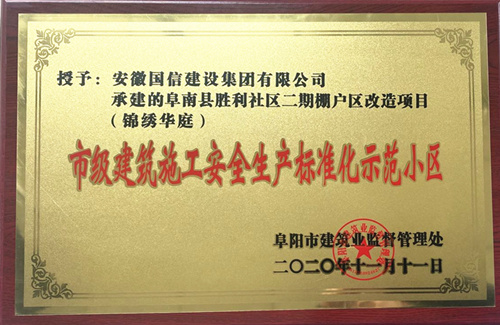 授予：安徽国信建设集团有限公司
承建的阜南县胜利社区二期棚户区改造项目
（锦绣华庭）
市级建筑施工安全生产标准化示范小区
阜阳市建筑业监督管理处
二〇二〇年十一月十一日